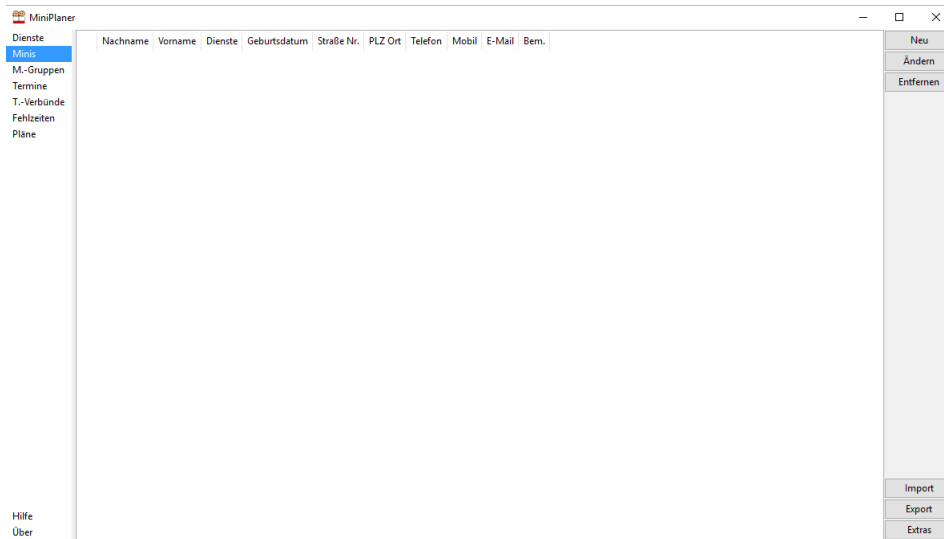 MiniPlaner
Dienste
Minis
M.-Gruppen
Termine
T.-Verbünde
Fehlzeiten
Pläne
Hilfe
Über
Nachname Vorname Dienste Geburtsdatum Straße Nr. PLZ Ort Telefon Mobil E-Mail Bem.
Neu
Ändern
Entfernen
Import
Export
Extras